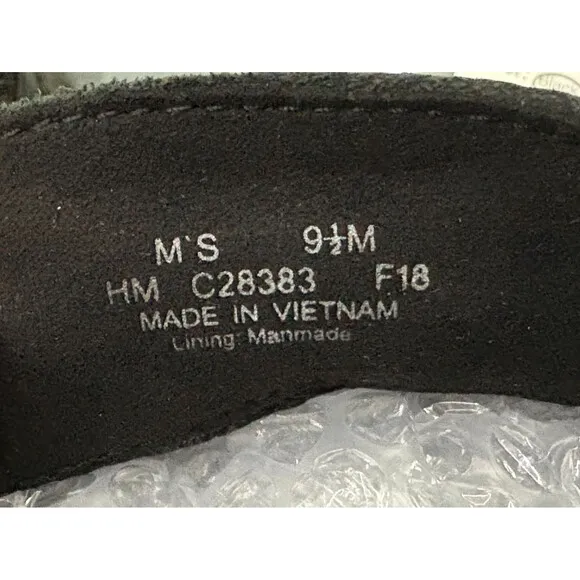 M'S 9½M
HM C28383 F18
MADE IN VIETNAM
Lining: Manmade